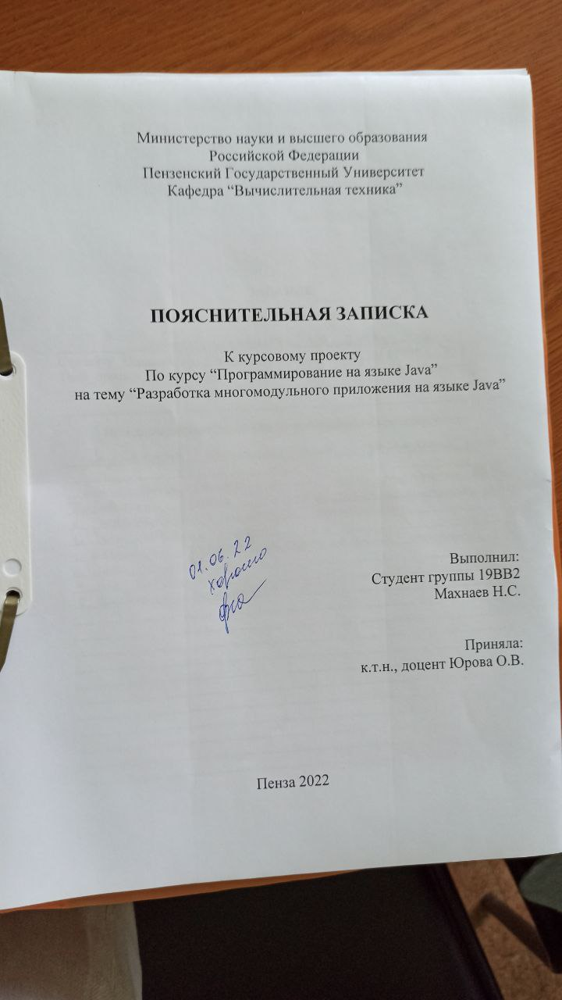 Министерство науки и высшего образования
Российской Федерации
Пензенский Государственный Университет
Кафедра “Вычислительная техника”
ПОЯСНИТЕЛЬНАЯ ЗАПИСКА
К курсовому проекту
По курсу “Программирование на языке Java”
на тему “Разработка многомодульного приложения на языке Java”
01.06.22
хорошо
Выполнил:
Студент группы 19ВВ2
Махнаев Н.С.
Приняла:
к.т.н., доцент Юрова О.В.
Пенза 2022